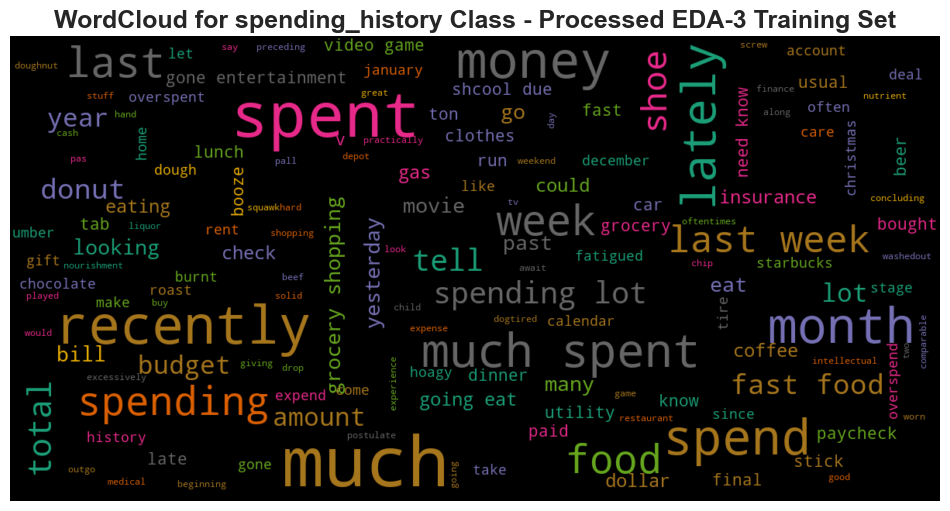 WordCloud for spending_history Class - Processed EDA-3 Training Set
doughnut
last
let
say
preceding
video game
gone entertainment
january
money
shoe
lately
screw
account
stuff
overspent
great
shcool due
finance
usual
deal
year
hand
cash
spent
v
practically
ton
go
fast
day
clothes
need know
along
often
nutrient
care
christmas
beer
home
lunch
pas
dough
pall
depot
run
weekend
december
gas
like
could
donut
booze
eating
squawk
hard
movie
week
car
grocery
insurance
concluding
tv
oftentimes
bought
tab
liquor
rent
shopping
umber
looking
check
grocery shopping
yesterday
look
tell
past
fatigued
last week
washedout
gift
nourishment
chocolate
burnt
beef
await
chip
starbucks
played
make
roast
buy
solid
child
spending lot
eat
lot
stage
would
recently
dogtired
calendar
expense
tire
month
bill
budget
giving
drop
much spent
coffee
intellectual
overspend
two
comparable
excessively
experience
hoagy
dinner
many
game
fast food
worn
total
spending
expend
come
going eat
know
amount
utility
restaurant
since
history
postulate
paid
spend
paycheck
late
gone
much
going
take
food
dollar
final
stick
good
outgo
medical
beginning